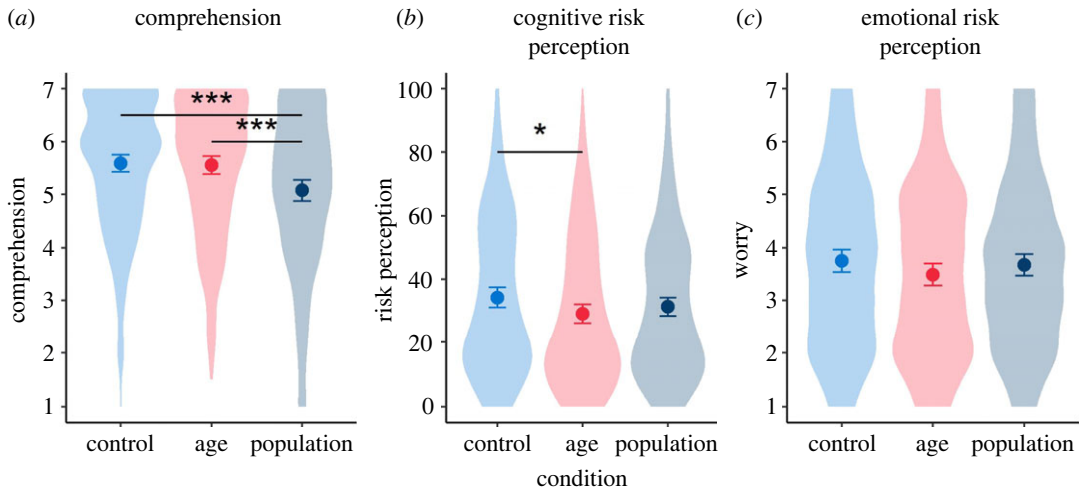 (a) comprehension
comprehension
7
6
5
4
3
2
1
***
***
control age population
(b) cognitive risk
perception
risk perception
100
80
60
40
20
0
*
control age population
condition
(c) emotional risk
perception
worry
7
6
5
4
3
2
1
control age population